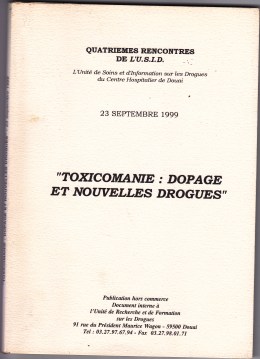 QUATRIEMES RENCONTRES
DE L'U.S.I.D.
L'Unité de Soins et d'Information sur les Drogues
du Centre Hospitalier de Douai
23 SEPTEMBRE 1999
"TOXICOMANIE : DOPAGE
ET NOUVELLES DROGUES"
Publication hors commerce
Document interne à
l'Unité de Recherche et de Formation
sur les Drogues
91 rue du Président Maurice Wagon - 59500 Douai
Tel : 03.27.97.67.94 - Fax 03.27.98.01.71